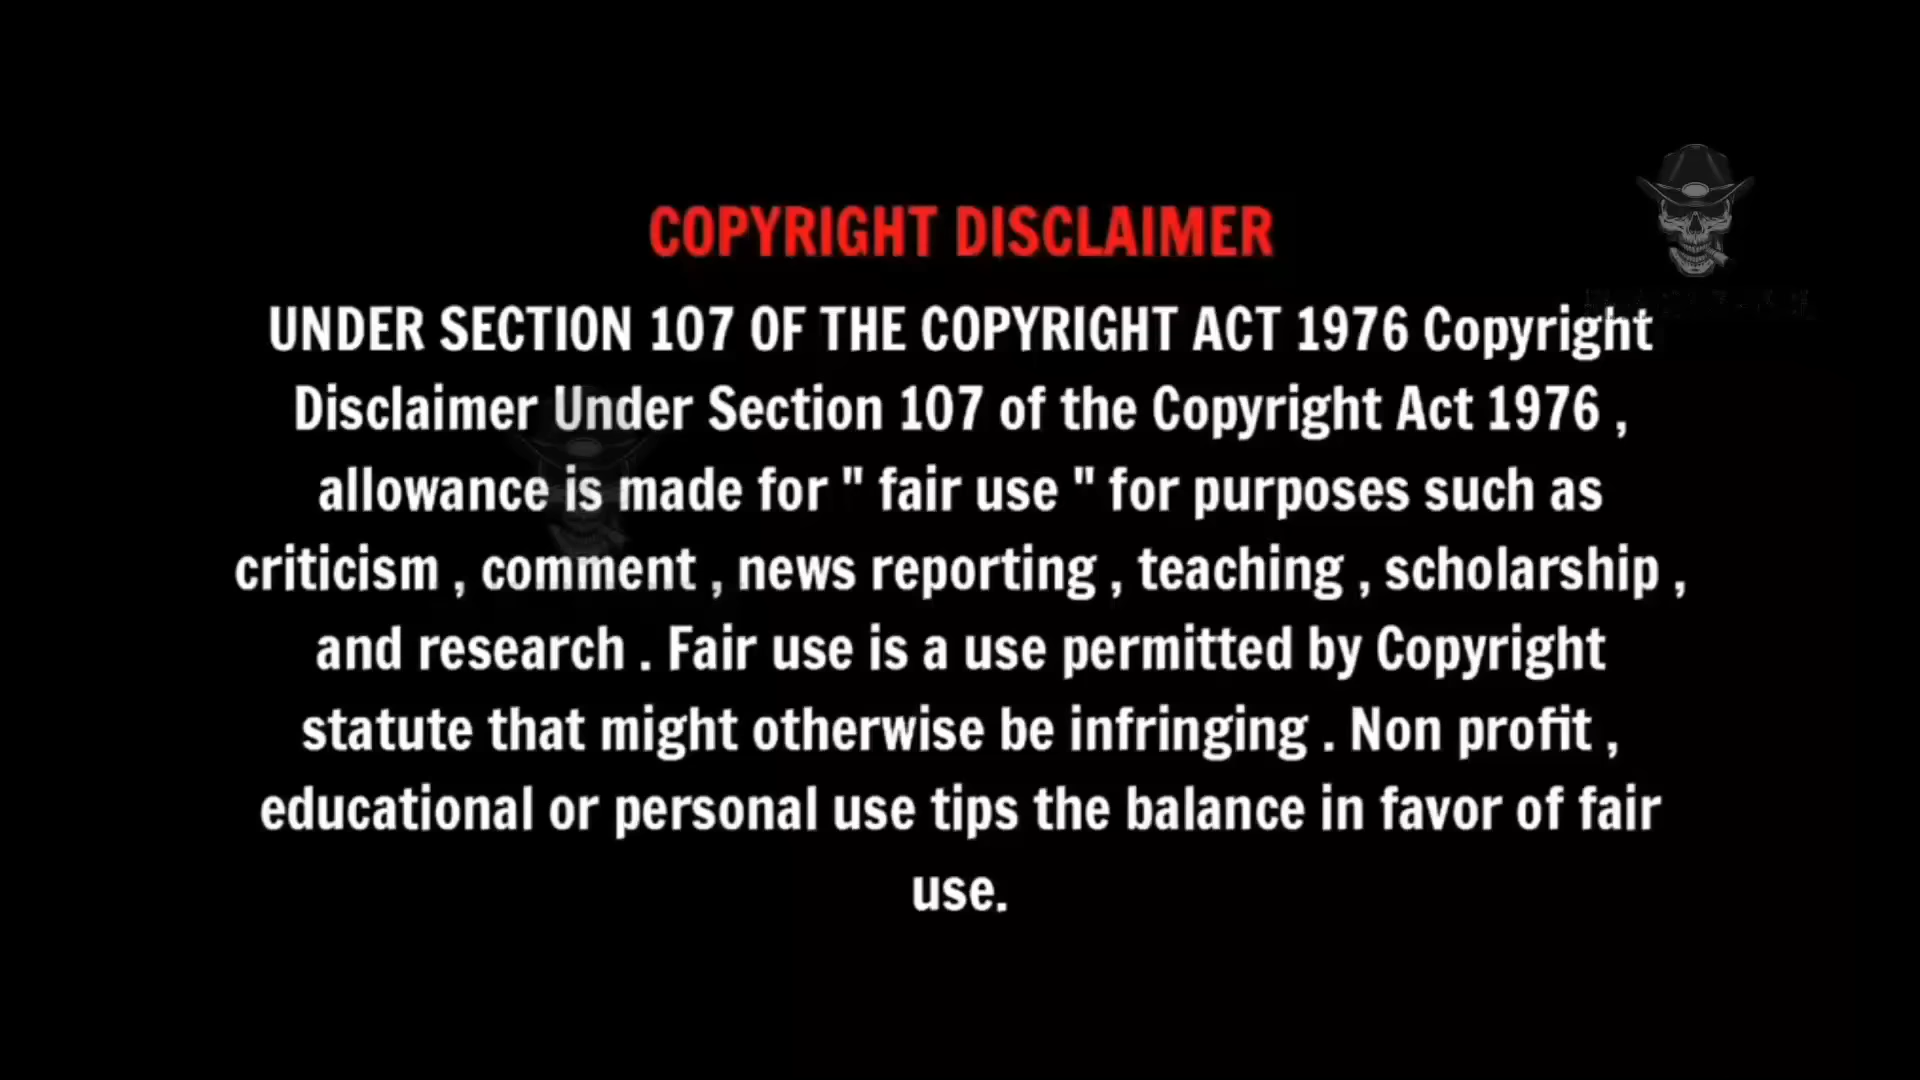 COPYRIGHT DISCLAIMER
UNDER SECTION 107 OF THE COPYRIGHT ACT 1976 Copyright
Disclaimer Under Section 107 of the Copyright Act 1976 ,
allowance is made for " fair use " for purposes such as
criticism , comment , news reporting , teaching , scholarship ,
and research . Fair use is a use permitted by Copyright
statute that might otherwise be infringing . Non profit ,
educational or personal use tips the balance in favor of fair
use.